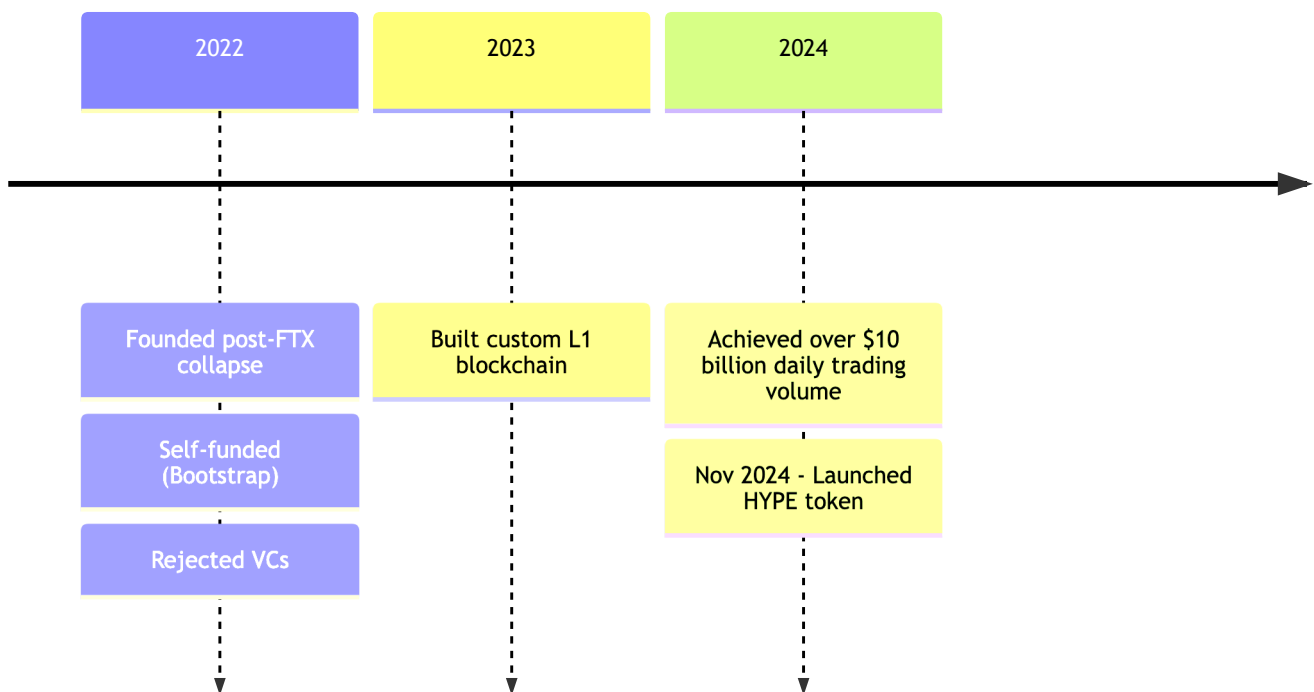 2022
2023
2024
Founded post-FTX
collapse
Self-funded
(Bootstrap)
Rejected VCs
Built custom L1
blockchain
Achieved over $10
billion daily trading
volume
Nov 2024 - Launched
HYPE token